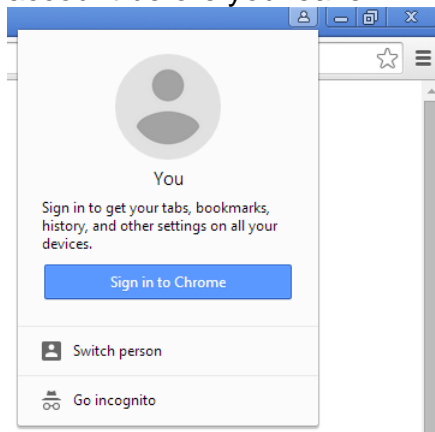 You
Sign in to get your tabs, bookmarks,
history, and other settings on all your
devices.
Sign in to Chrome
Switch person
Go incognito